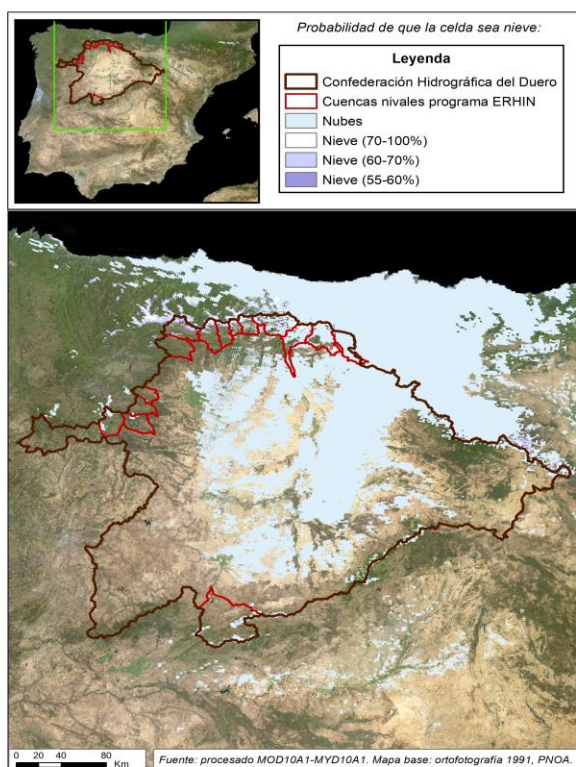 Probabilidad de que la celda sea nieve:
Leyenda
Confederación Hidrográfica del Duero
Cuencas nivales programa ERHIN
Nubes
Nieve (70-100%)
Nieve (60-70%)
Nieve (55-60%)
0 20 40 80
Km
Fuente: procesado MOD10A1-MYD10A1. Mapa base: ortofotografía 1991, PNOA.